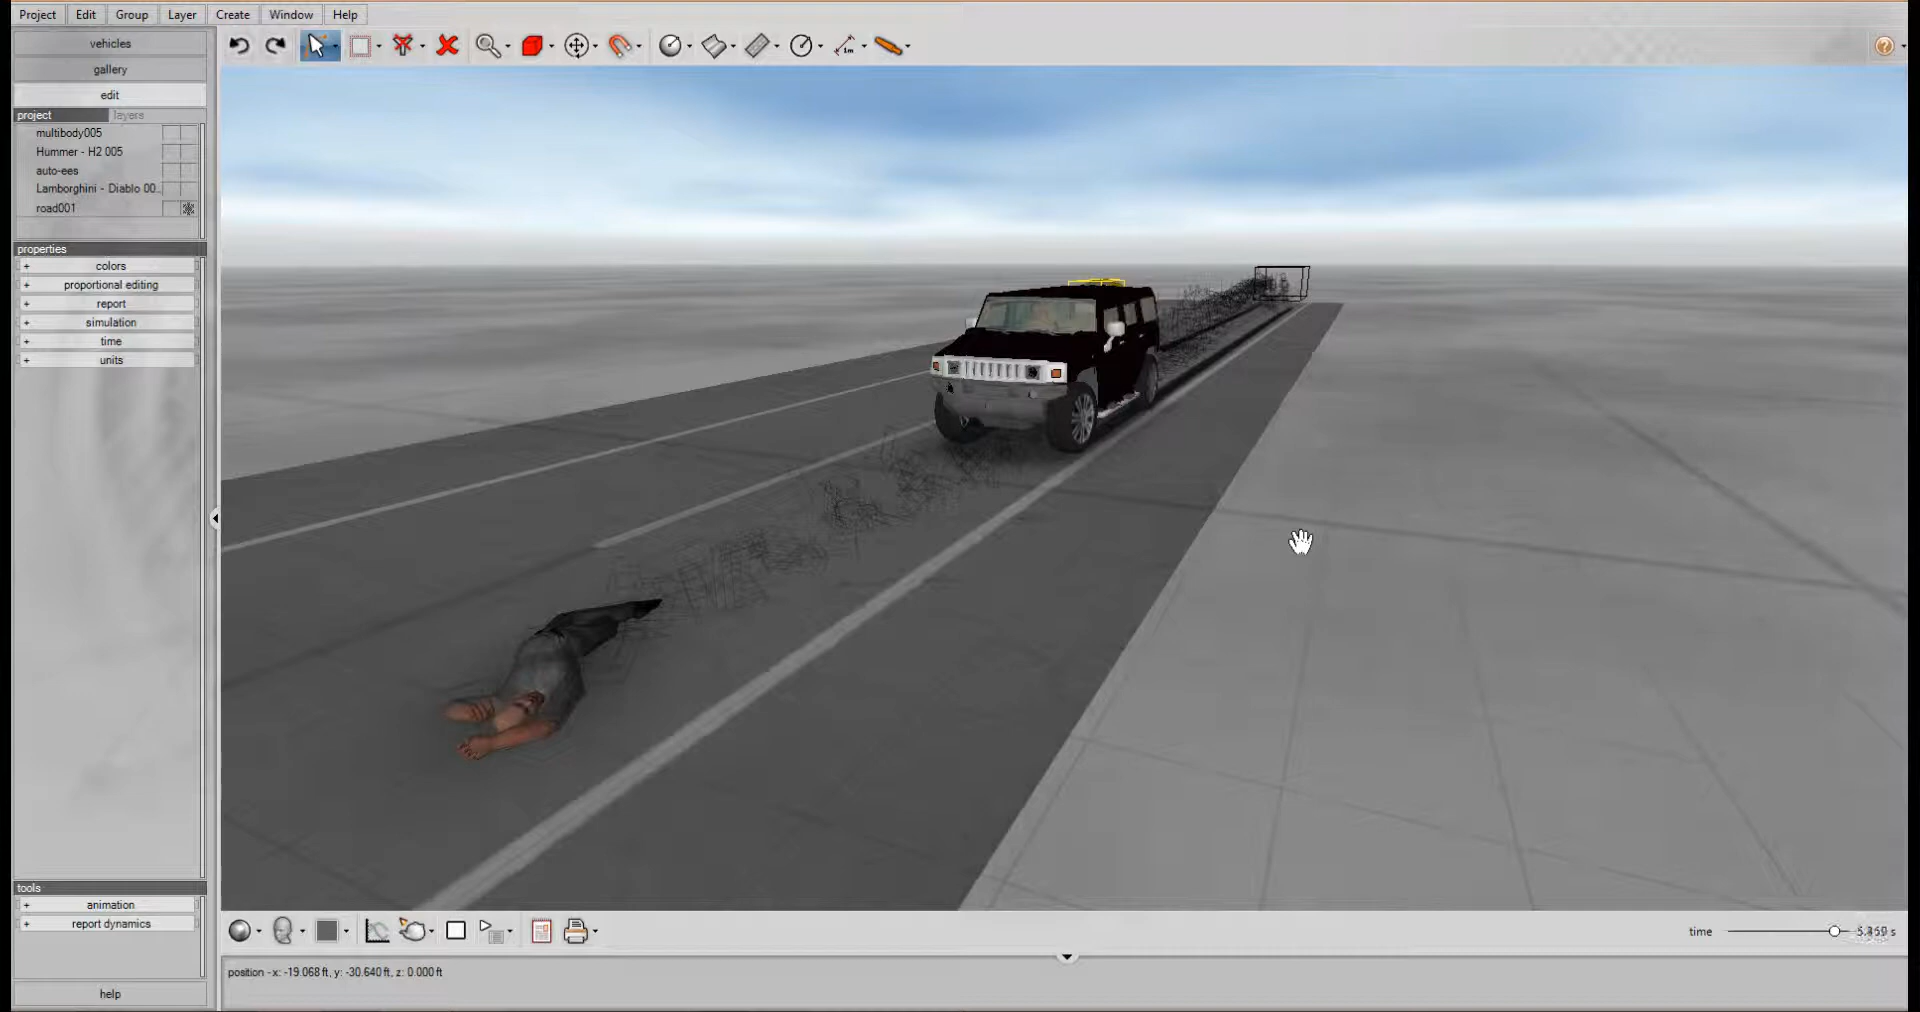 Project Edit Group Layer Create Window Help
vehicles
gallery
edit
project layers
multibody005
Hummer - H2 005
auto-ees
Lamborghini - Diablo 00..
road001
properties
+ colors
+ proportional editing
+ report
+ simulation
+ time
+ units
tools
+ animation
+ report dynamics
help
time
position - x: -19.068 ft, y: -30.640 ft, z: 0.000 ft